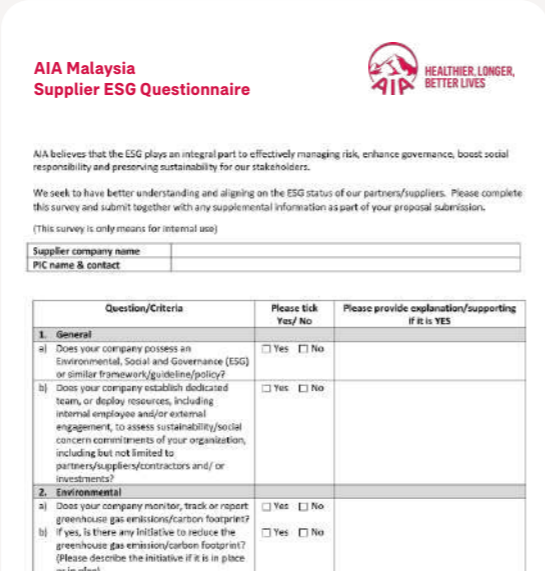 AIA Malaysia
Supplier ESG Questionnaire
AIA
HEALTHIER, LONGER,
BETTER LIVES
AIA believes that the ESG plays an integral part to effectively managing risk, enhance governance, boost social
responsibility and preserving sustainability for our stakeholders.
We seek to have better understanding and aligning on the ESG status of our partners/suppliers. Please complete
this survey and submit together with any supplemental information as part of your proposal submission.
(This survey is only means for internal use)
Supplier company name
PIC name & contact
Question/Criteria
Please tick
Yes/ No
Please provide explanation/supporting
if it is YES
1. General
a) Does your company possess an
Environmental, Social and Governance (ESG)
or similar framework/guideline/policy?
☐ Yes ☐ No
b) Does your company establish dedicated
team, or deploy resources, including
internal employee and/or external
engagement, to assess sustainability/social
concern commitments of your organization,
including but not limited to
partners/suppliers/contractors and/ or
investments?
☐ Yes ☐ No
2. Environmental
a) Does your company monitor, track or report
greenhouse gas emissions/carbon footprint?
☐ Yes ☐ No
b) If yes, is there any initiative to reduce the
greenhouse gas emission/carbon footprint?
(Please describe the initiative if it is in place
☐ Yes ☐ No